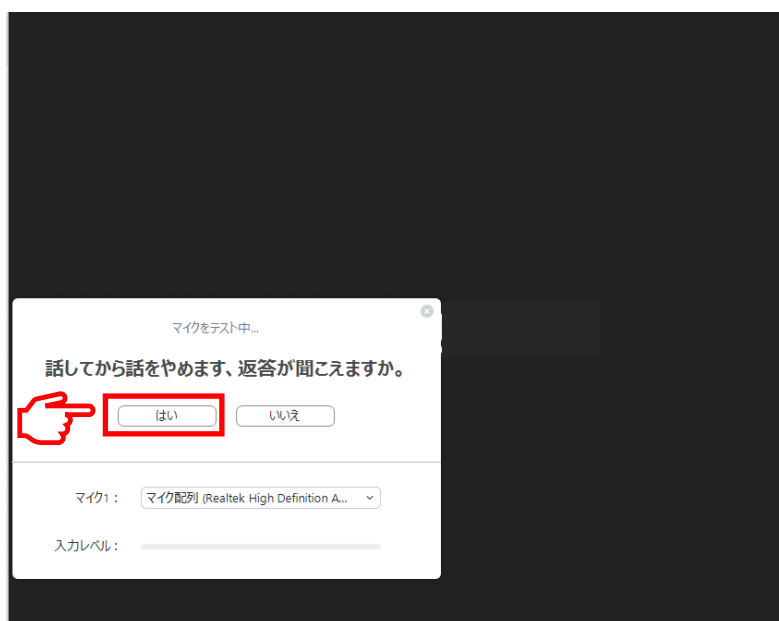 マイクをテスト中...
話してから話をやめます、返答が聞こえますか。
はい いいえ
マイク1： マイク配列 (Realtek High Definition A...
入力レベル：